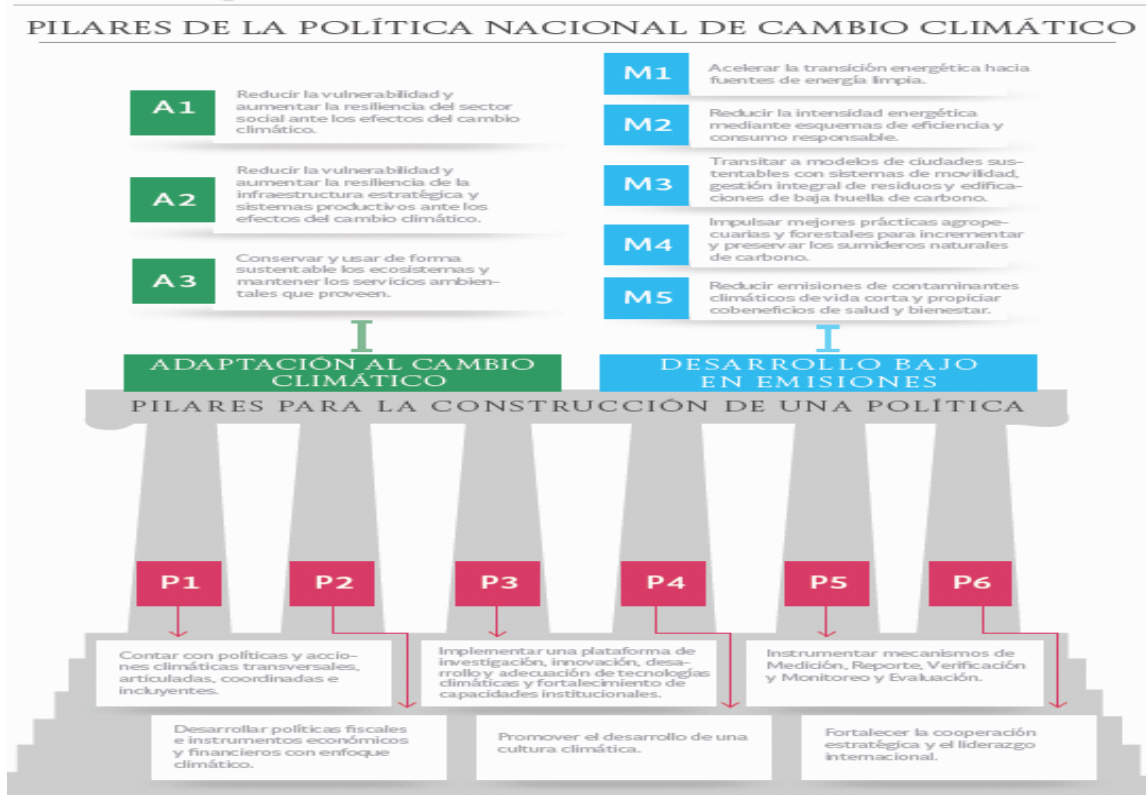 PILARES DE LA POLÍTICA NACIONAL DE CAMBIO CLIMÁTICO
A1
Reducir la vulnerabilidad y
aumentar la resiliencia del sector
social ante los efectos del cambio
climático.
A2
Reducir la vulnerabilidad y
aumentar la resiliencia de la
infraestructura estratégica y
sistemas productivos ante los
efectos del cambio climático.
A3
Conservar y usar de forma
sustentable los ecosistemas y
mantener los servicios ambien-
tales que proveen.
M1
Acelerar la transición energética hacia
fuentes de energía limpia.
M2
Reducir la intensidad energética
mediante esquemas de eficiencia y
consumo responsable.
M3
Transitar a modelos de ciudades sus-
tentables con sistemas de movilidad,
gestión integral de residuos y edifica-
ciones de baja huella de carbono.
M4
Impulsar mejores prácticas agrope-
cuarias y forestales para incrementar
y preservar los sumideros naturales
de carbono.
M5
Reducir emisiones de contaminantes
climáticos de vida corta y propiciar
cobeneficios de salud y bienestar.
ADAPTACIÓN AL CAMBIO
CLIMÁTICO
DESARROLLO BAJO
EN EMISIONES
PILARES PARA LA CONSTRUCCIÓN DE UNA POLÍTICA
P1
P2
P3
P4
P5
P6
Contar con políticas y accio-
nes climáticas transversales,
articuladas, coordinadas e
incluyentes.
Implementar una plataforma de
investigación, innovación, desa-
rrollo y adecuación de tecnologías
climáticas y fortalecimiento de
capacidades institucionales.
Instrumentar mecanismos de
Medición, Reporte, Verificación
y Monitoreo y Evaluación.
Desarrollar políticas fiscales
e instrumentos económicos
y financieros con enfoque
climático.
Promover el desarrollo de una
cultura climática.
Fortalecer la cooperación
estratégica y el liderazgo
internacional.